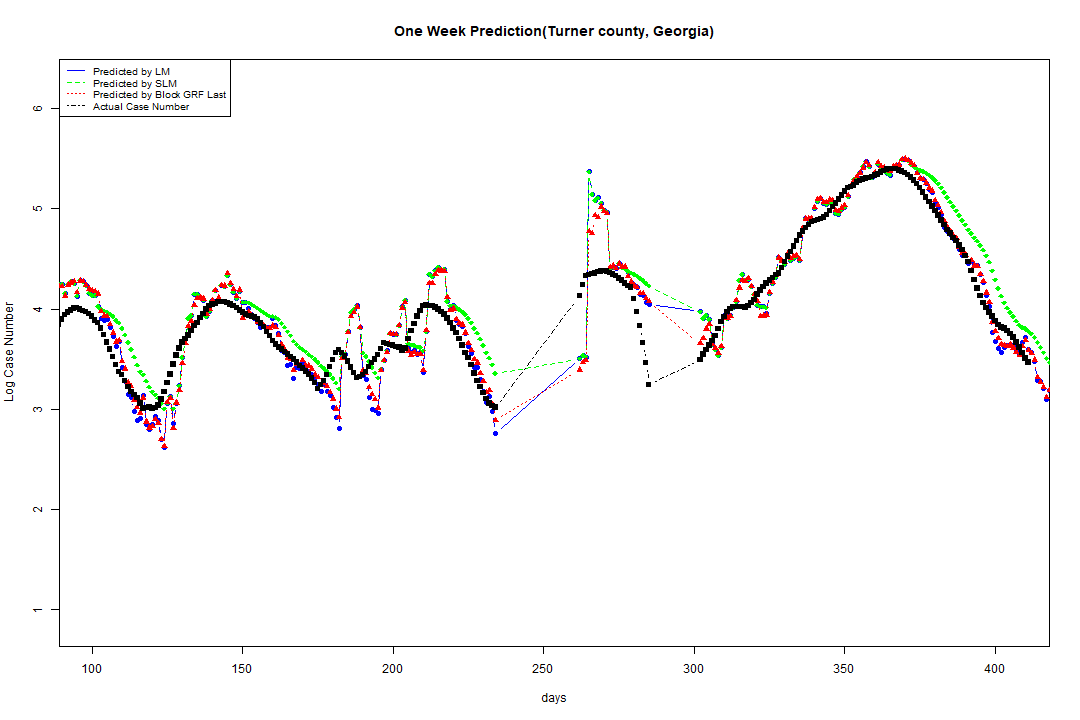 One Week Prediction(Turner county, Georgia)
Predicted by LM
Predicted by SLM
Predicted by Block GRF Last
Actual Case Number
6
5
4
3
2
1
Log Case Number
100 150 200 250 300 350 400
days